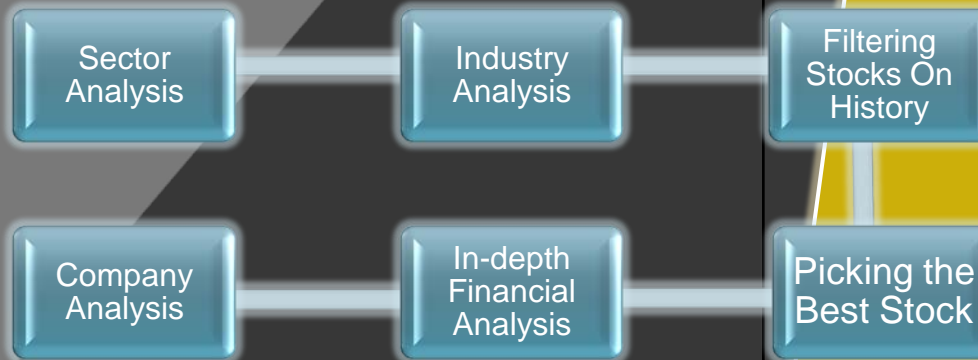 Sector
Analysis
Industry
Analysis
Filtering
Stocks On
History
Company
Analysis
In-depth
Financial
Analysis
Picking the
Best Stock